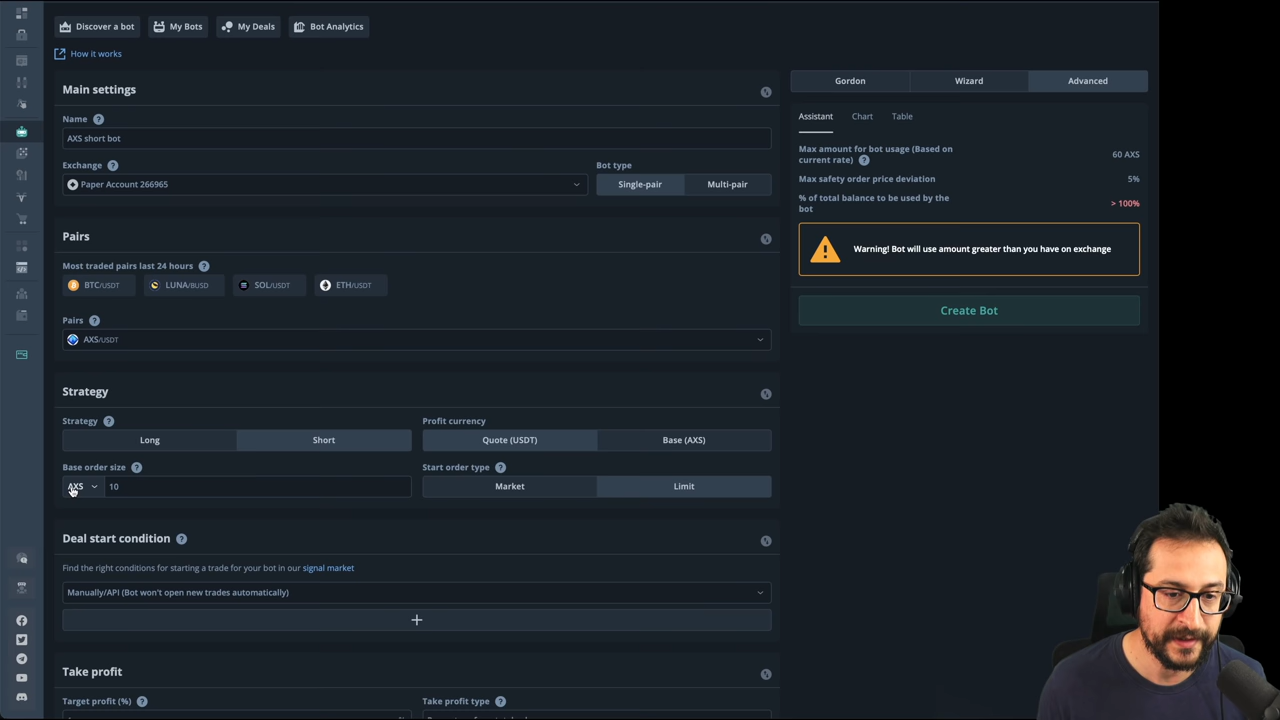 Discover a bot
My Bots
My Deals
Bot Analytics
How it works
Main settings
Name ?
AXS short bot
Exchange ?
Bot type
Paper Account 266965
Single-pair
Multi-pair
Pairs
Most traded pairs last 24 hours ?
BTC/USDT
LUNA/BUSD
SOL/USDT
ETH/USDT
Pairs ?
AXS/USDT
Strategy
Strategy ?
Profit currency
Long
Short
Quote (USDT)
Base (AXS)
Base order size ?
Start order type ?
AXS
10
Market
Limit
Deal start condition ?
Find the right conditions for starting a trade for your bot in our signal market
Manually/API (Bot won't open new trades automatically)
+
Take profit
Target profit (%) ?
Take profit type ?
Gordon
Wizard
Advanced
Assistant
Chart
Table
Max amount for bot usage (Based on
current rate) ?
60 AXS
Max safety order price deviation
5%
% of total balance to be used by the
bot
> 100%
Warning! Bot will use amount greater than you have on exchange
Create Bot